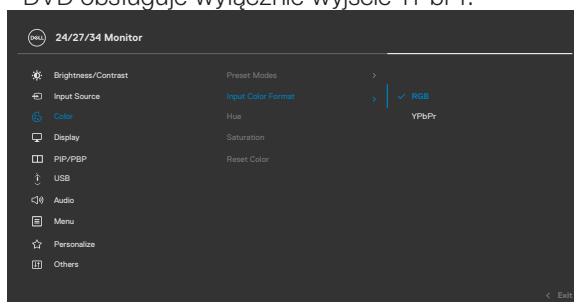 DVD obsługuje wyłącznie wyjście YPbPr.
DELL 24/27/34 Monitor
Brightness/Contrast Preset Modes >
Input Source Input Color Format > ✓ RGB
Color Hue YPbPr
Display Saturation
PIP/PBP Reset Color
USB
Audio
Menu
Personalize
Others
< Exit